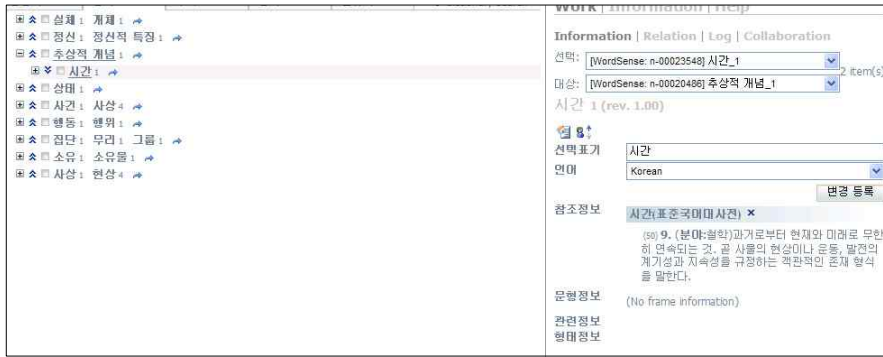 실체 1 개체 1
정신 1 정신적 특징 1
추상적 개념 1
시간 1
상태 1
사건 1 사상 4
행동 1 행위 1
집단 1 무리 1 그룹 1
소유 1 소유물 1
사상 1 현상 4
Work | Information | Help
Information | Relation | Log | Collaboration
선택: [WordSense: n-00023548] 시간_1
2 item(s)
대상: [WordSense: n-00020486] 추상적 개념_1
시간 1 (rev. 1.00)
선택표기 시간
언어 Korean
변경 등록
참조정보 시간(표준국어대사전) ×
(50) 9. (분야:철학)과거로부터 현재와 미래로 무한
히 연속되는 것. 곧 사물의 현상이나 운동, 발전의
계기성과 지속성을 규정하는 객관적인 존재 형식
을 말한다.
문형정보 (No frame information)
관련정보
형태정보